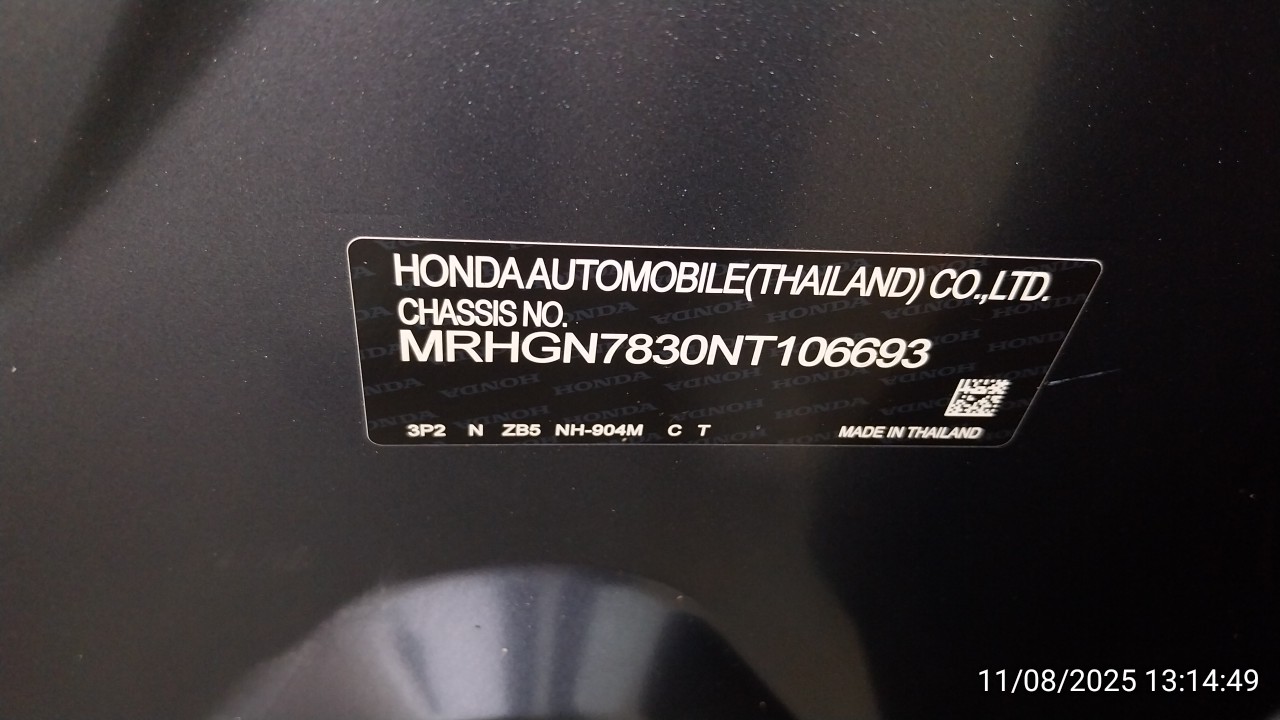 HONDA AUTOMOBILE(THAILAND) CO.,LTD.
CHASSIS NO.
MRHGN7830NT106693
3P2 N ZB5 NH-904M C T MADE IN THAILAND
11/08/2025 13:14:49